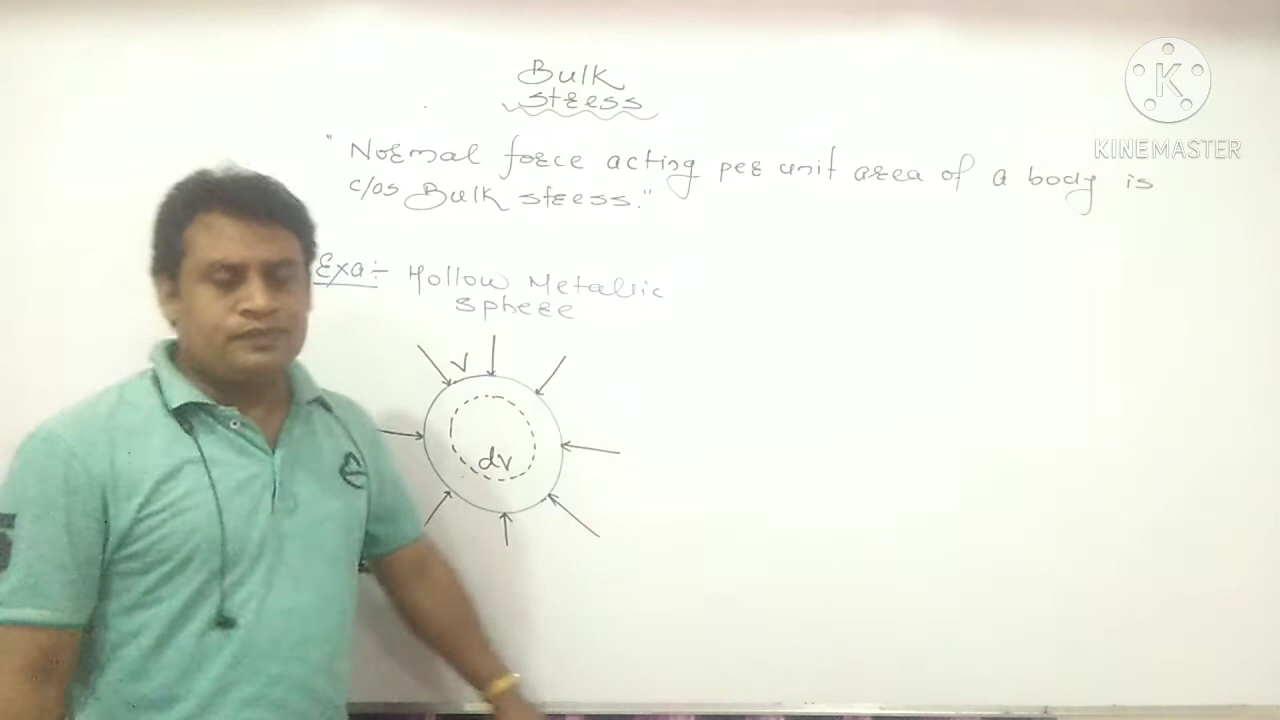 Bulk
stress
"Normal force acting per unit area of a body is
c/as Bulk stress."
Exa :- Hollow Metallic
sphere
V
dv
K
KINEMASTER